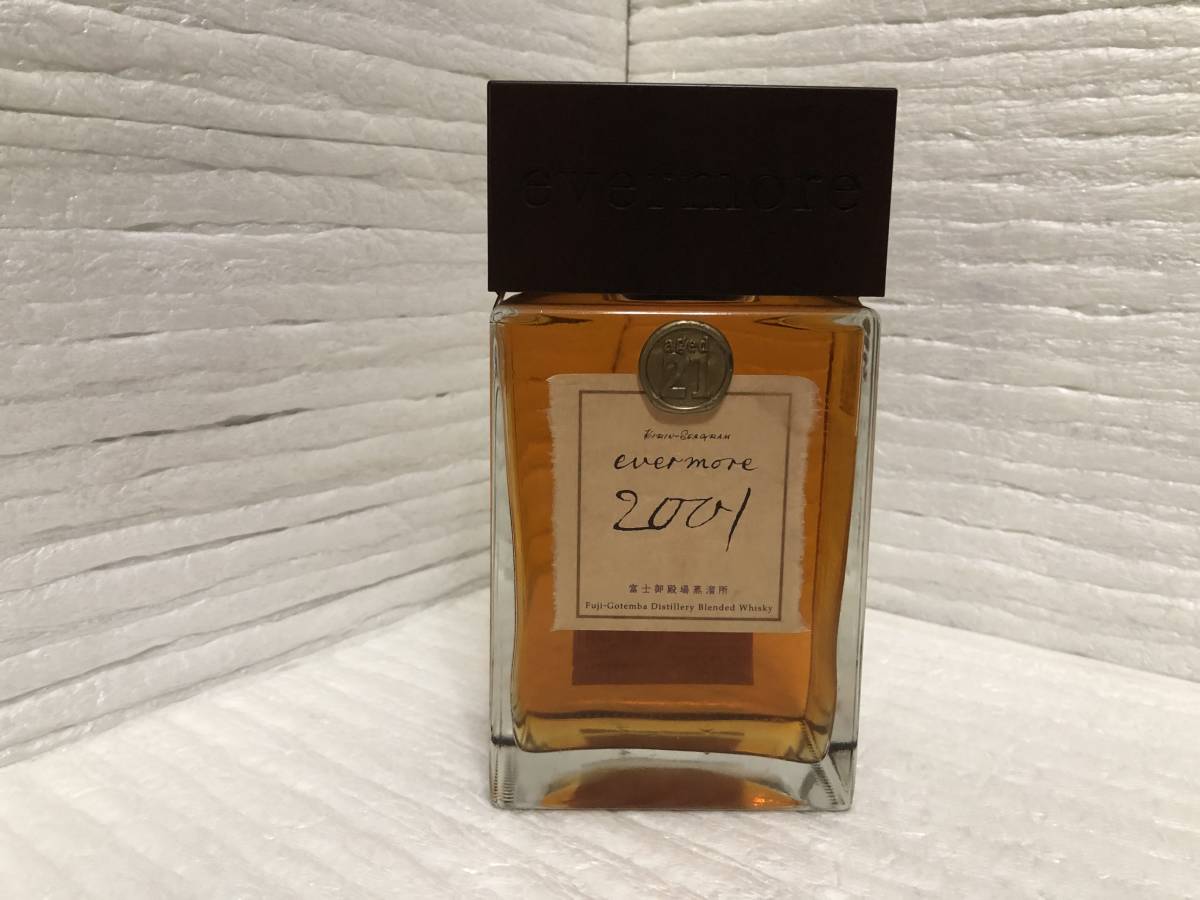 evermore
aged
21
KIRIN-SEAGRAM
evermore
2001
富士御殿場蒸溜所
Fuji-Gotemba Distillery Blended Whisky